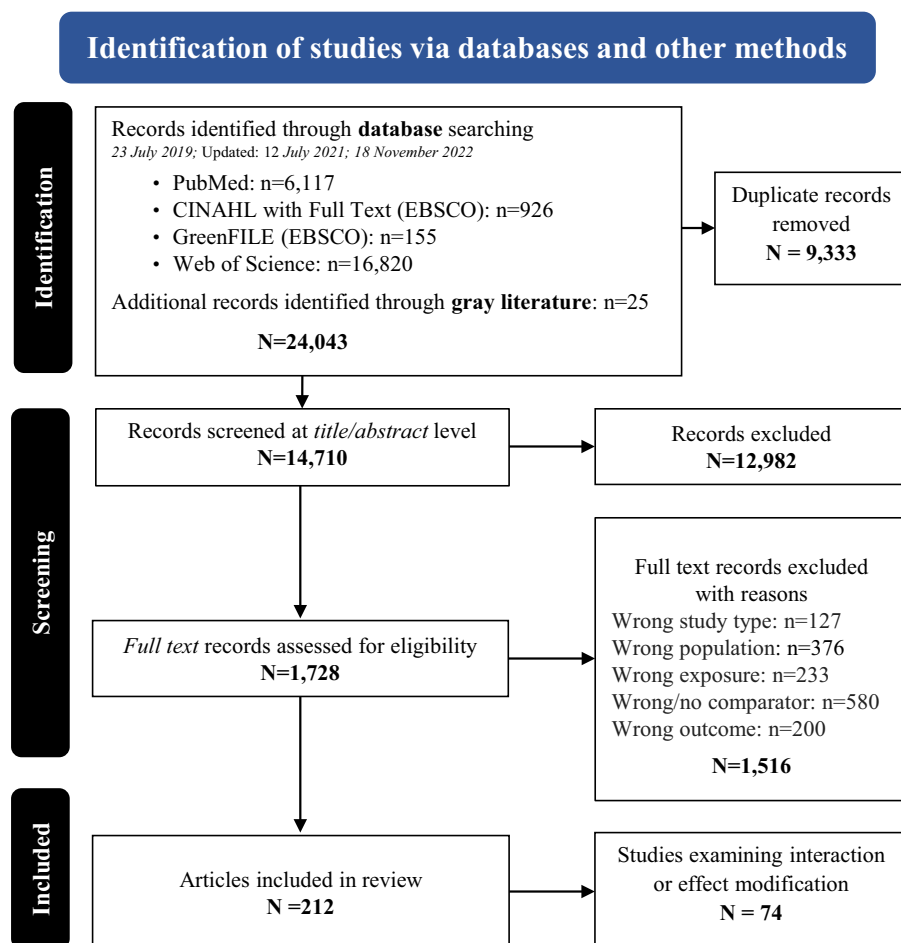 Identification of studies via databases and other methods
Identification
Records identified through database searching
23 July 2019; Updated: 12 July 2021; 18 November 2022
• PubMed: n=6,117
• CINAHL with Full Text (EBSCO): n=926
• GreenFILE (EBSCO): n=155
• Web of Science: n=16,820
Additional records identified through gray literature: n=25
N=24,043
Duplicate records
removed
N = 9,333
Screening
Records screened at title/abstract level
N=14,710
Records excluded
N=12,982
Full text records assessed for eligibility
N=1,728
Full text records excluded
with reasons
Wrong study type: n=127
Wrong population: n=376
Wrong exposure: n=233
Wrong/no comparator: n=580
Wrong outcome: n=200
N=1,516
Included
Articles included in review
N =212
Studies examining interaction
or effect modification
N = 74